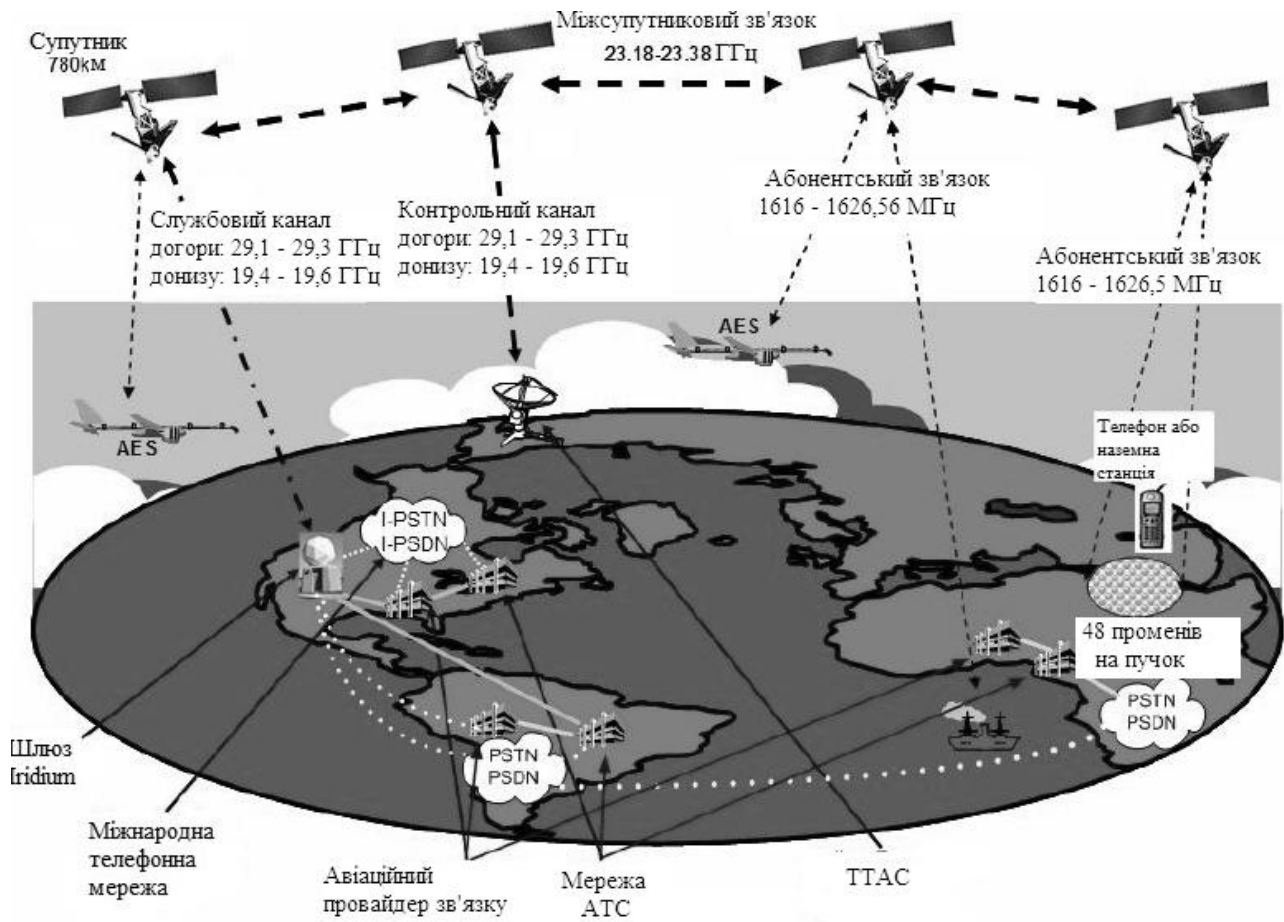 Міжсупутниковий зв'язок
23.18-23.38 ГГц
Супутник
780км
Службовий канал
догори: 29,1 - 29,3 ГГц
донизу: 19,4 - 19,6 ГГц
Контрольний канал
догори: 29,1 - 29,3 ГГц
донизу: 19,4 - 19,6 ГГц
Абонентський зв'язок
1616 - 1626,56 МГц
Абонентський зв'язок
1616 - 1626,5 МГц
AES
AES
Телефон або
наземна
станція
I-PSTN
I-PSDN
48 променів
на пучок
PSTN
PSDN
PSTN
PSDN
Шлюз
Iridium
Міжнародна
телефонна
мережа
Авіаційний
провайдер зв'язку
Мережа
АТС
ТТАС